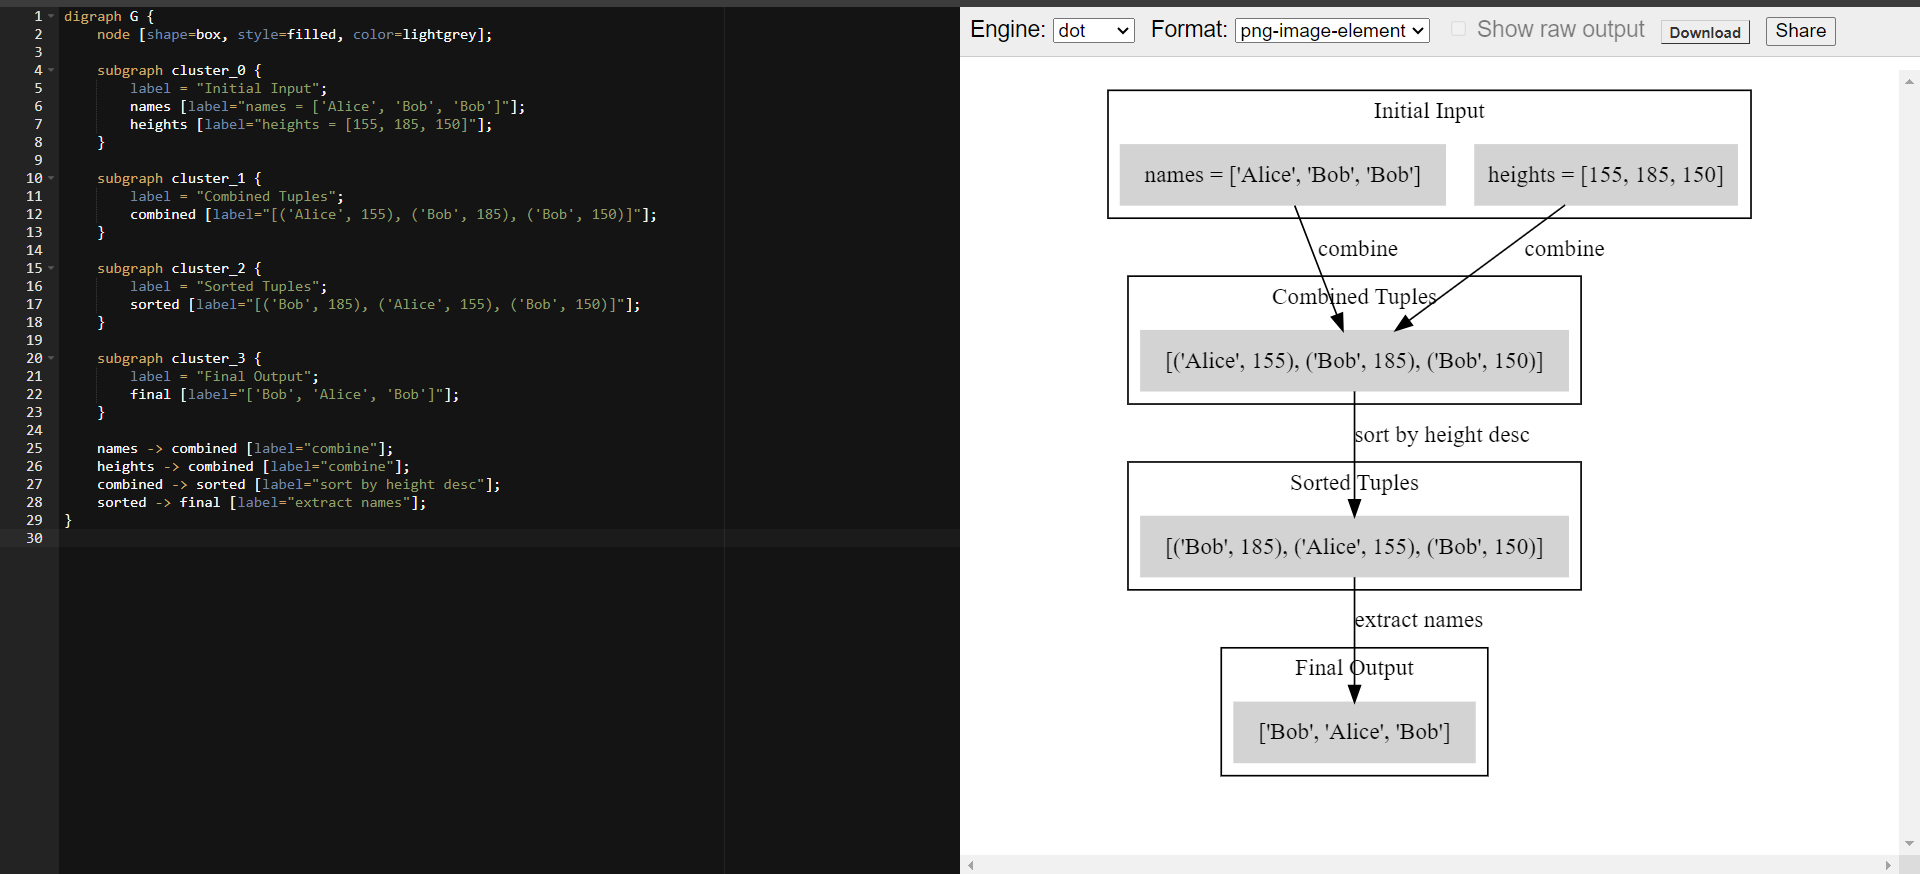 1 digraph G {
2     node [shape=box, style=filled, color=lightgrey];
3
4     subgraph cluster_0 {
5         label = "Initial Input";
6         names [label="names = ['Alice', 'Bob', 'Bob']"];
7         heights [label="heights = [155, 185, 150]"];
8     }
9
10     subgraph cluster_1 {
11         label = "Combined Tuples";
12         combined [label="[('Alice', 155), ('Bob', 185), ('Bob', 150)]"];
13     }
14
15     subgraph cluster_2 {
16         label = "Sorted Tuples";
17         sorted [label="[('Bob', 185), ('Alice', 155), ('Bob', 150)]"];
18     }
19
20     subgraph cluster_3 {
21         label = "Final Output";
22         final [label="['Bob', 'Alice', 'Bob']"];
23     }
24
25     names -> combined [label="combine"];
26     heights -> combined [label="combine"];
27     combined -> sorted [label="sort by height desc"];
28     sorted -> final [label="extract names"];
29 }
30
Engine: dot Format: png-image-element Show raw output Download Share
Initial Input
names = ['Alice', 'Bob', 'Bob'] heights = [155, 185, 150]
combine combine
Combined Tuples
[('Alice', 155), ('Bob', 185), ('Bob', 150)]
sort by height desc
Sorted Tuples
[('Bob', 185), ('Alice', 155), ('Bob', 150)]
extract names
Final Output
['Bob', 'Alice', 'Bob']